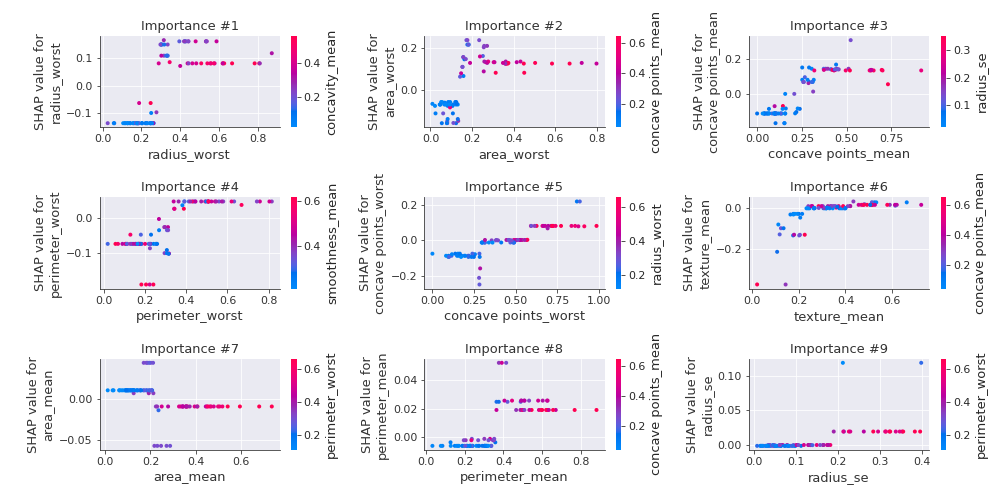 Importance #1
SHAP value for
radius_worst
0.1
0.0
−0.1
0.0
0.2
0.4
0.6
0.8
radius_worst
0.4
0.2
concavity_mean
Importance #2
SHAP value for
area_worst
0.2
0.0
0.0
0.2
0.4
0.6
0.8
area_worst
0.6
0.4
0.2
concave points_mean
Importance #3
SHAP value for
concave points_mean
0.2
0.0
0.00
0.25
0.50
0.75
concave points_mean
0.3
0.2
0.1
radius_se
Importance #4
SHAP value for
perimeter_worst
0.0
−0.1
0.0
0.2
0.4
0.6
0.8
perimeter_worst
0.6
0.4
smoothness_mean
Importance #5
SHAP value for
concave points_worst
0.2
0.0
−0.2
0.00
0.25
0.50
0.75
1.00
concave points_worst
0.6
0.4
0.2
radius_worst
Importance #6
SHAP value for
texture_mean
0.0
−0.2
0.0
0.2
0.4
0.6
texture_mean
0.6
0.4
0.2
concave points_mean
Importance #7
SHAP value for
area_mean
0.00
−0.05
0.0
0.2
0.4
0.6
area_mean
0.6
0.4
0.2
perimeter_worst
Importance #8
SHAP value for
perimeter_mean
0.04
0.02
0.00
0.0
0.2
0.4
0.6
0.8
perimeter_mean
0.6
0.4
0.2
concave points_mean
Importance #9
SHAP value for
radius_se
0.10
0.05
0.00
0.0
0.1
0.2
0.3
0.4
radius_se
0.6
0.4
0.2
perimeter_worst